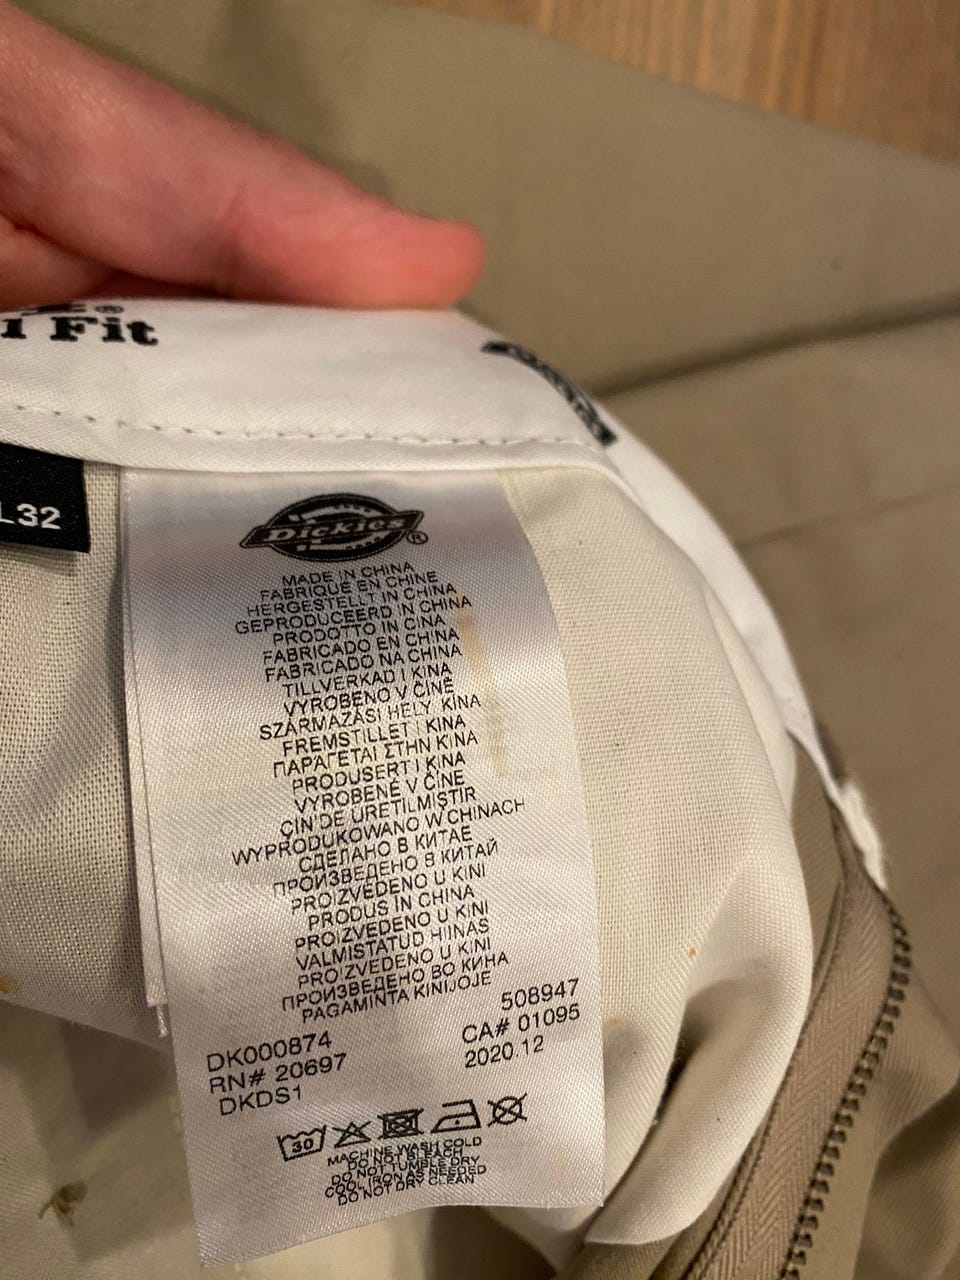 Fit
L32
Dickies®
MADE IN CHINA
FABRIQUÉ EN CHINE
HERGESTELLT IN CHINA
GEPRODUCEERD IN CHINA
PRODOTTO IN CINA
FABRICADO EN CHINA
FABRICADO NA CHINA
TILLVERKAD I KINA
VYROBENO V ČÍNĚ
SZÁRMAZÁSI HELY KÍNA
FREMSTILLET I KINA
ΠΑΡΑΓΕΤΑΙ ΣΤΗΝ ΚΙΝΑ
PRODUSERT I KINA
VYROBENÉ V ČÍNE
ÇİN'DE ÜRETİLMİŞTİR
WYPRODUKOWANO W CHINACH
СДЕЛАНО В КИТАЕ
ПРОИЗВЕДЕНО В КИТАЙ
PROIZVEDENO U KINI
PRODUS ÎN CHINA
PROIZVEDENO U KINI
VALMISTATUD HIINAS
PROIZVEDENO U KINI
ПРОИЗВЕДЕНО ВО КИНА
PAGAMINTA KINIJOJE
DK000874
RN# 20697
DKDS1
508947
CA# 01095
2020.12
30
MACHINE WASH COLD
DO NOT BLEACH
DO NOT TUMBLE DRY
COOL IRON AS NEEDED
DO NOT DRY CLEAN